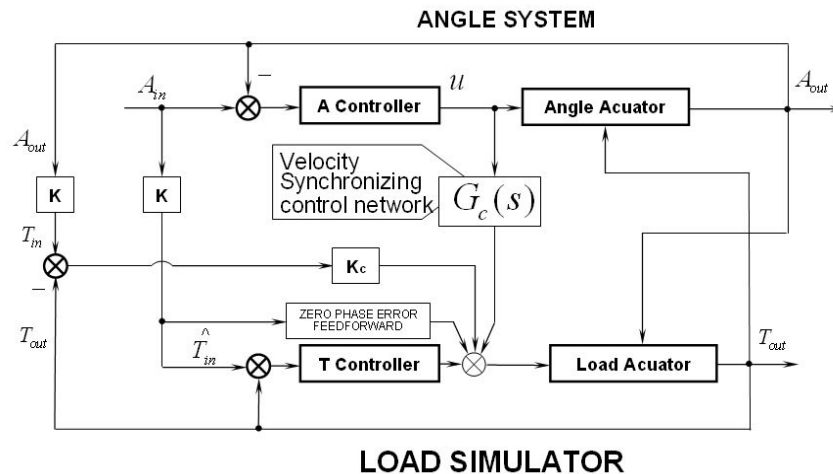 ANGLE SYSTEM
A_in
−
A Controller
u
Angle Acuator
A_out
A_out
K
K
Velocity
Synchronizing
control network
G_c(s)
T_in
−
Kc
T_out
ZERO PHASE ERROR
FEEDFORWARD
T̂_in
T Controller
Load Acuator
T_out
LOAD SIMULATOR